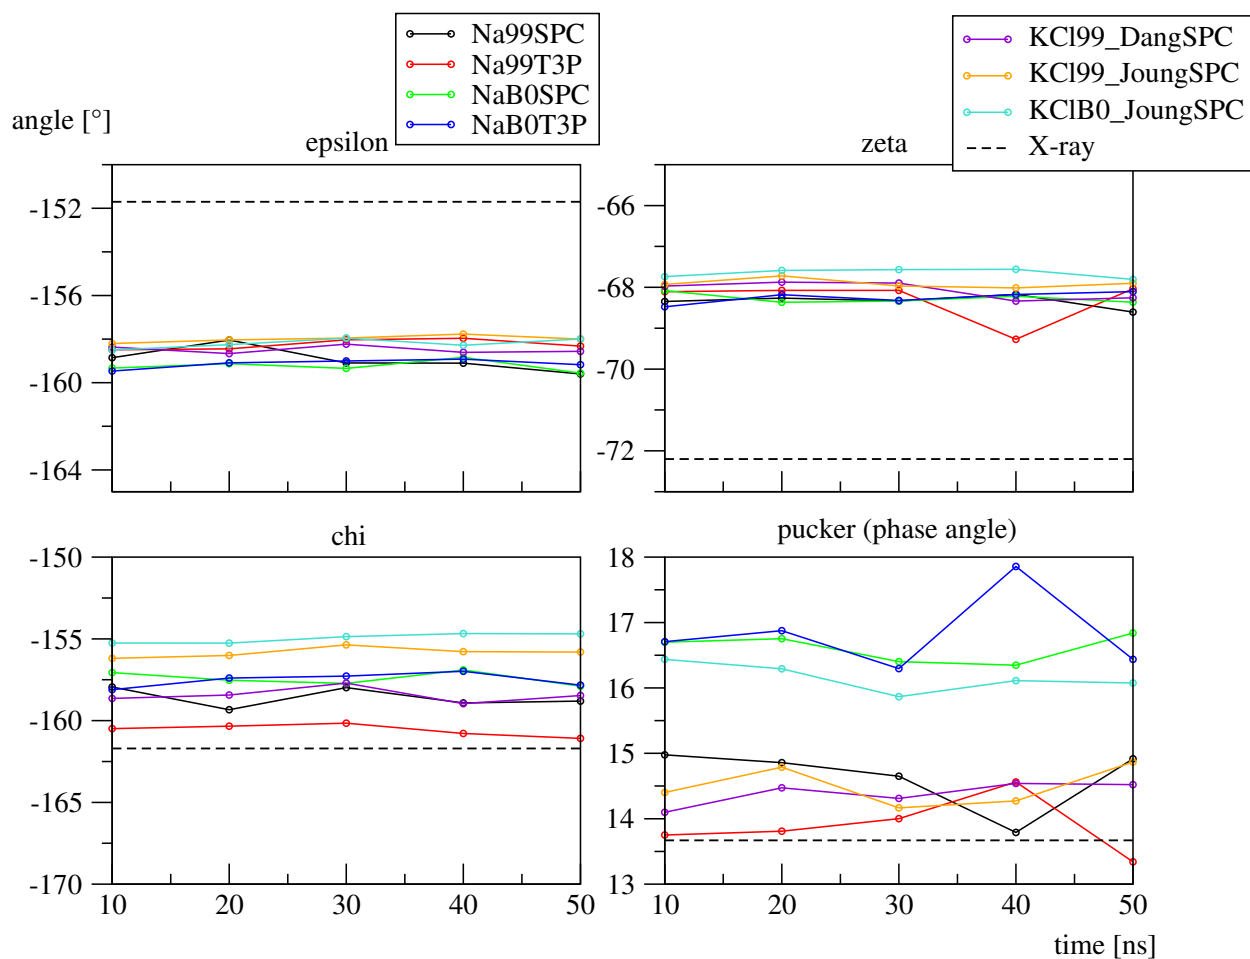 Na99SPC
Na99T3P
NaB0SPC
NaB0T3P
KCl99_DangSPC
KCl99_JoungSPC
KClB0_JoungSPC
X-ray
angle [°]
epsilon
-152
-156
-160
-164
zeta
-66
-68
-70
-72
chi
-150
-155
-160
-165
-170
10 20 30 40 50
pucker (phase angle)
18
17
16
15
14
13
10 20 30 40 50
time [ns]